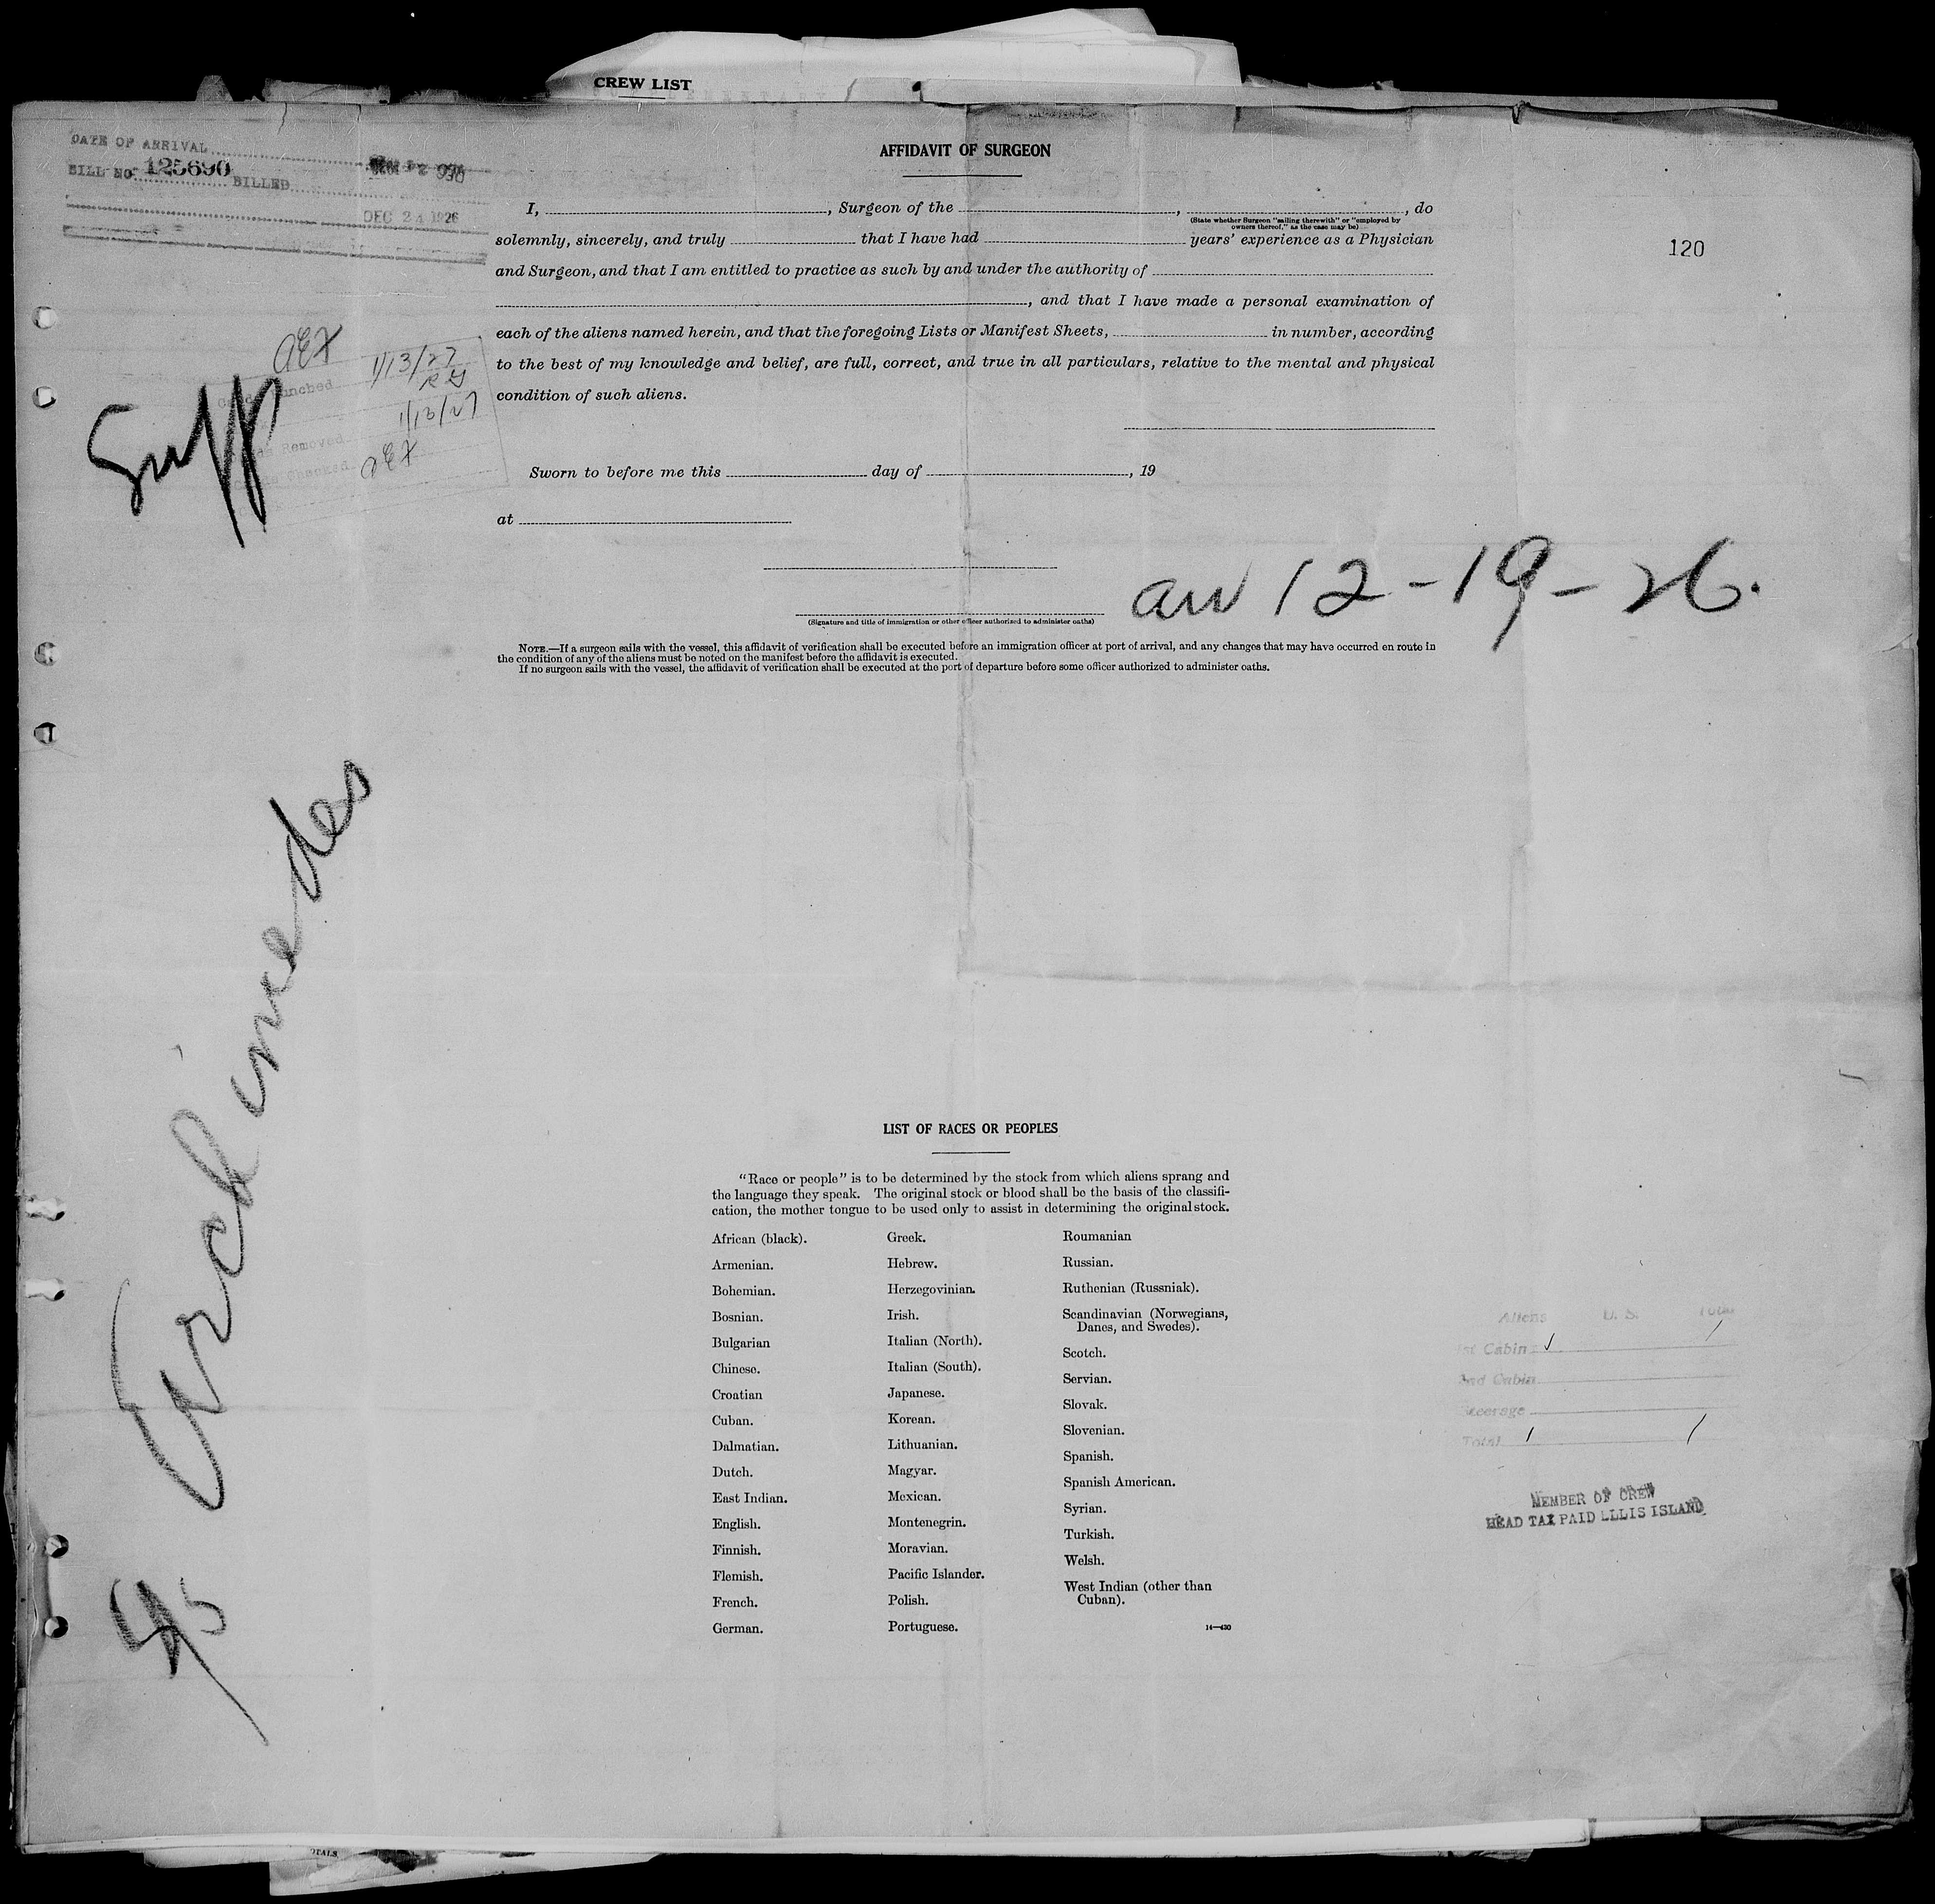 CREW LIST
DATE OF ARRIVAL
BILL NO. 125690 BILLED
DEC 24 1926
AFFIDAVIT OF SURGEON
I, , Surgeon of the , , do
(State whether Surgeon "sailing therewith" or "employed by
owners thereof," as the case may be)
solemnly, sincerely, and truly that I have had years' experience as a Physician
120
and Surgeon, and that I am entitled to practice as such by and under the authority of
, and that I have made a personal examination of
each of the aliens named herein, and that the foregoing Lists or Manifest Sheets, in number, according
to the best of my knowledge and belief, are full, correct, and true in all particulars, relative to the mental and physical
condition of such aliens.
1/13/27
1/13/27
Removed
Checked
Supp
Sworn to before me this day of , 19
at
arr 12-19-26.
(Signature and title of immigration or other officer authorized to administer oaths)
NOTE.—If a surgeon sails with the vessel, this affidavit of verification shall be executed before an immigration officer at port of arrival, and any changes that may have occurred en route in
the condition of any of the aliens must be noted on the manifest before the affidavit is executed.
If no surgeon sails with the vessel, the affidavit of verification shall be executed at the port of departure before some officer authorized to administer oaths.
Archimedes
LIST OF RACES OR PEOPLES
"Race or people" is to be determined by the stock from which aliens sprang and
the language they speak. The original stock or blood shall be the basis of the classifi-
cation, the mother tongue to be used only to assist in determining the original stock.
African (black).
Armenian.
Bohemian.
Bosnian.
Bulgarian
Chinese.
Croatian
Cuban.
Dalmatian.
Dutch.
East Indian.
English.
Finnish.
Flemish.
French.
German.
Greek.
Hebrew.
Herzegovinian.
Irish.
Italian (North).
Italian (South).
Japanese.
Korean.
Lithuanian.
Magyar.
Mexican.
Montenegrin.
Moravian.
Pacific Islander.
Polish.
Portuguese.
Roumanian
Russian.
Ruthenian (Russniak).
Scandinavian (Norwegians,
Danes, and Swedes).
Scotch.
Servian.
Slovak.
Slovenian.
Spanish.
Spanish American.
Syrian.
Turkish.
Welsh.
West Indian (other than
Cuban).
14—430
Aliens U. S. Total
1st Cabin 1 1
2nd Cabin
Steerage
Total 1 1
MEMBER OF CREW
HEAD TAX PAID ELLIS ISLAND